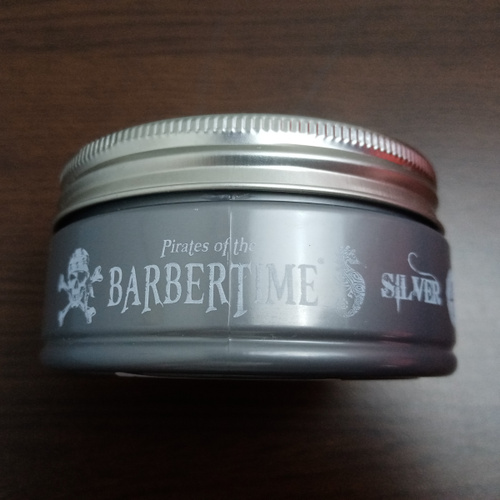 Pirates of the
BARBERTIME
SILVER